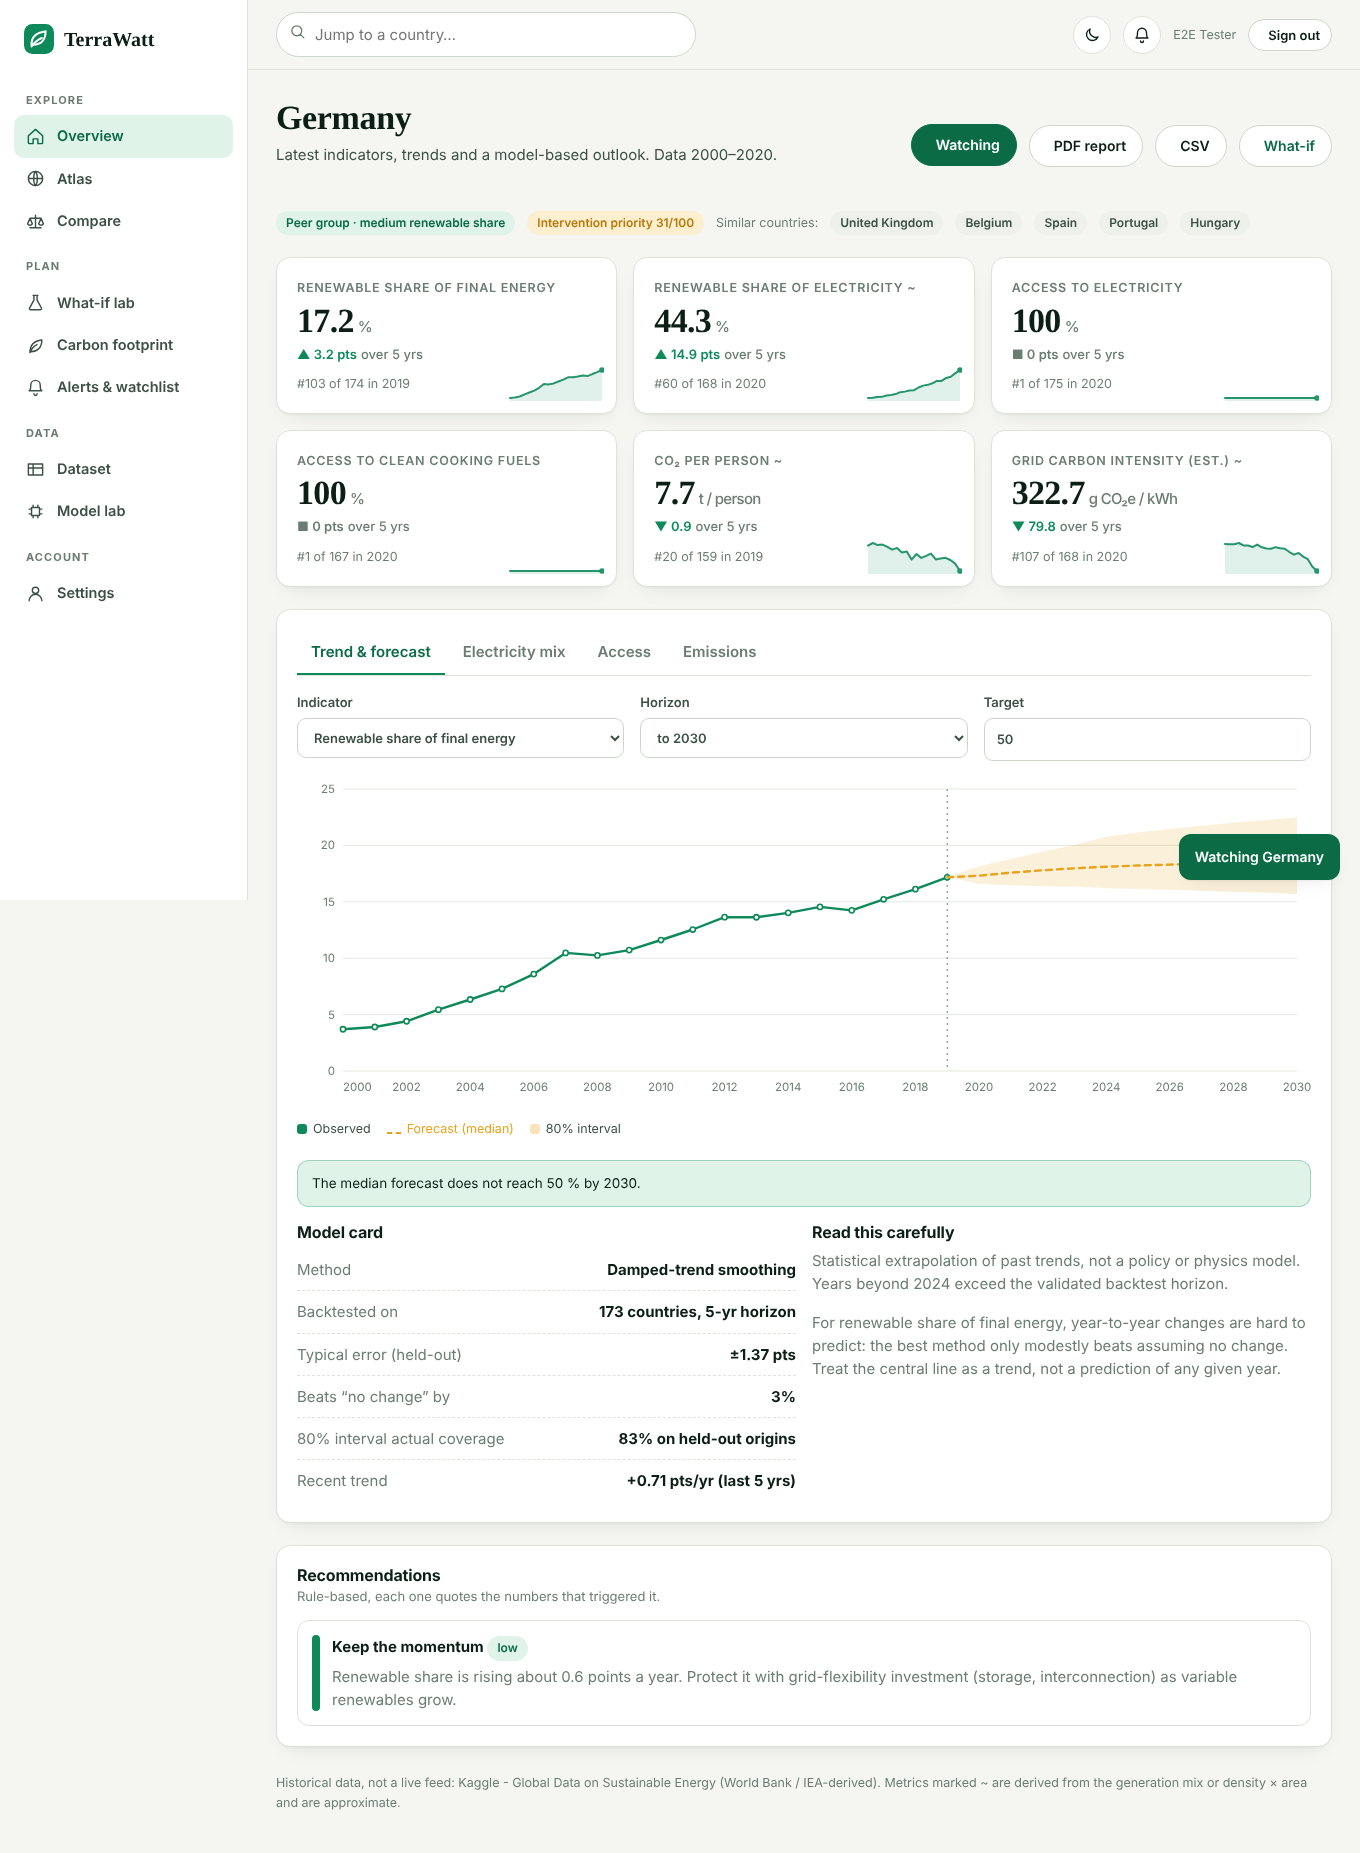 TerraWatt
Jump to a country...
E2E Tester
Sign out
EXPLORE
Overview
Atlas
Compare
PLAN
What-if lab
Carbon footprint
Alerts & watchlist
DATA
Dataset
Model lab
ACCOUNT
Settings
Germany
Latest indicators, trends and a model-based outlook. Data 2000–2020.
Watching
PDF report
CSV
What-if
Peer group · medium renewable share
Intervention priority 31/100
Similar countries:
United Kingdom
Belgium
Spain
Portugal
Hungary
RENEWABLE SHARE OF FINAL ENERGY
17.2 %
▲ 3.2 pts over 5 yrs
#103 of 174 in 2019
RENEWABLE SHARE OF ELECTRICITY ~
44.3 %
▲ 14.9 pts over 5 yrs
#60 of 168 in 2020
ACCESS TO ELECTRICITY
100 %
■ 0 pts over 5 yrs
#1 of 175 in 2020
ACCESS TO CLEAN COOKING FUELS
100 %
■ 0 pts over 5 yrs
#1 of 167 in 2020
CO₂ PER PERSON ~
7.7 t / person
▼ 0.9 over 5 yrs
#20 of 159 in 2019
GRID CARBON INTENSITY (EST.) ~
322.7 g CO₂e / kWh
▼ 79.8 over 5 yrs
#107 of 168 in 2020
Trend & forecast
Electricity mix
Access
Emissions
Indicator
Renewable share of final energy
Horizon
to 2030
Target
50
25
20
15
10
5
0
Watching Germany
2000 2002 2004 2006 2008 2010 2012 2014 2016 2018 2020 2022 2024 2026 2028 2030
Observed
Forecast (median)
80% interval
The median forecast does not reach 50 % by 2030.
Model card
Method Damped-trend smoothing
Backtested on 173 countries, 5-yr horizon
Typical error (held-out) ±1.37 pts
Beats “no change” by 3%
80% interval actual coverage 83% on held-out origins
Recent trend +0.71 pts/yr (last 5 yrs)
Read this carefully
Statistical extrapolation of past trends, not a policy or physics model.
Years beyond 2024 exceed the validated backtest horizon.
For renewable share of final energy, year-to-year changes are hard to
predict: the best method only modestly beats assuming no change.
Treat the central line as a trend, not a prediction of any given year.
Recommendations
Rule-based, each one quotes the numbers that triggered it.
Keep the momentum low
Renewable share is rising about 0.6 points a year. Protect it with grid-flexibility investment (storage, interconnection) as variable
renewables grow.
Historical data, not a live feed: Kaggle - Global Data on Sustainable Energy (World Bank / IEA-derived). Metrics marked ~ are derived from the generation mix or density × area
and are approximate.